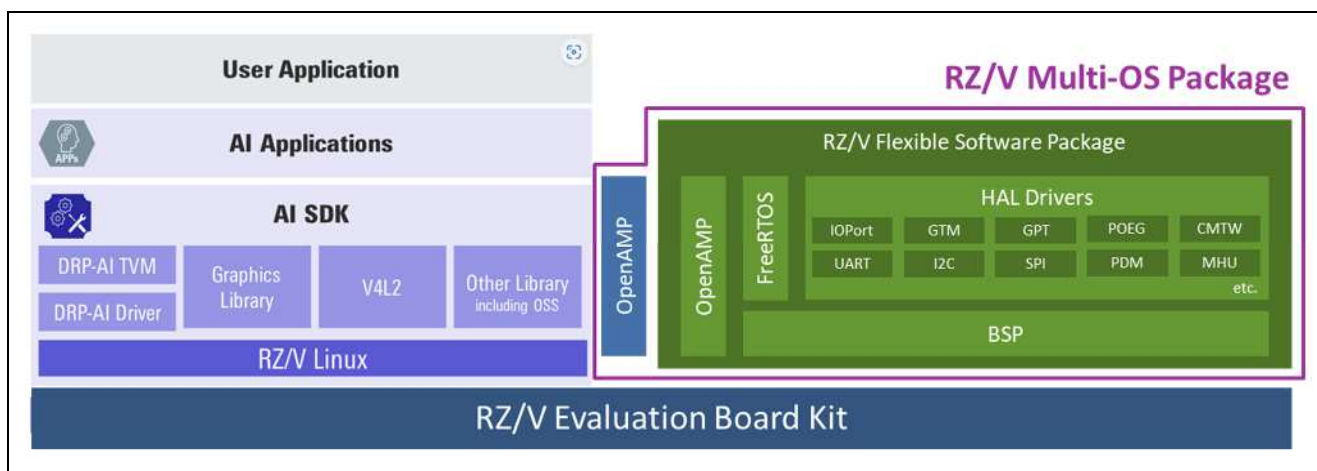 User Application
RZ/V Multi-OS Package
APPs
AI Applications
AI SDK
DRP-AI TVM
DRP-AI Driver
Graphics
Library
V4L2
Other Library
including OSS
RZ/V Linux
OpenAMP
RZ/V Flexible Software Package
OpenAMP
FreeRTOS
HAL Drivers
IOPort
GTM
GPT
POEG
CMTW
UART
I2C
SPI
PDM
MHU
etc.
BSP
RZ/V Evaluation Board Kit